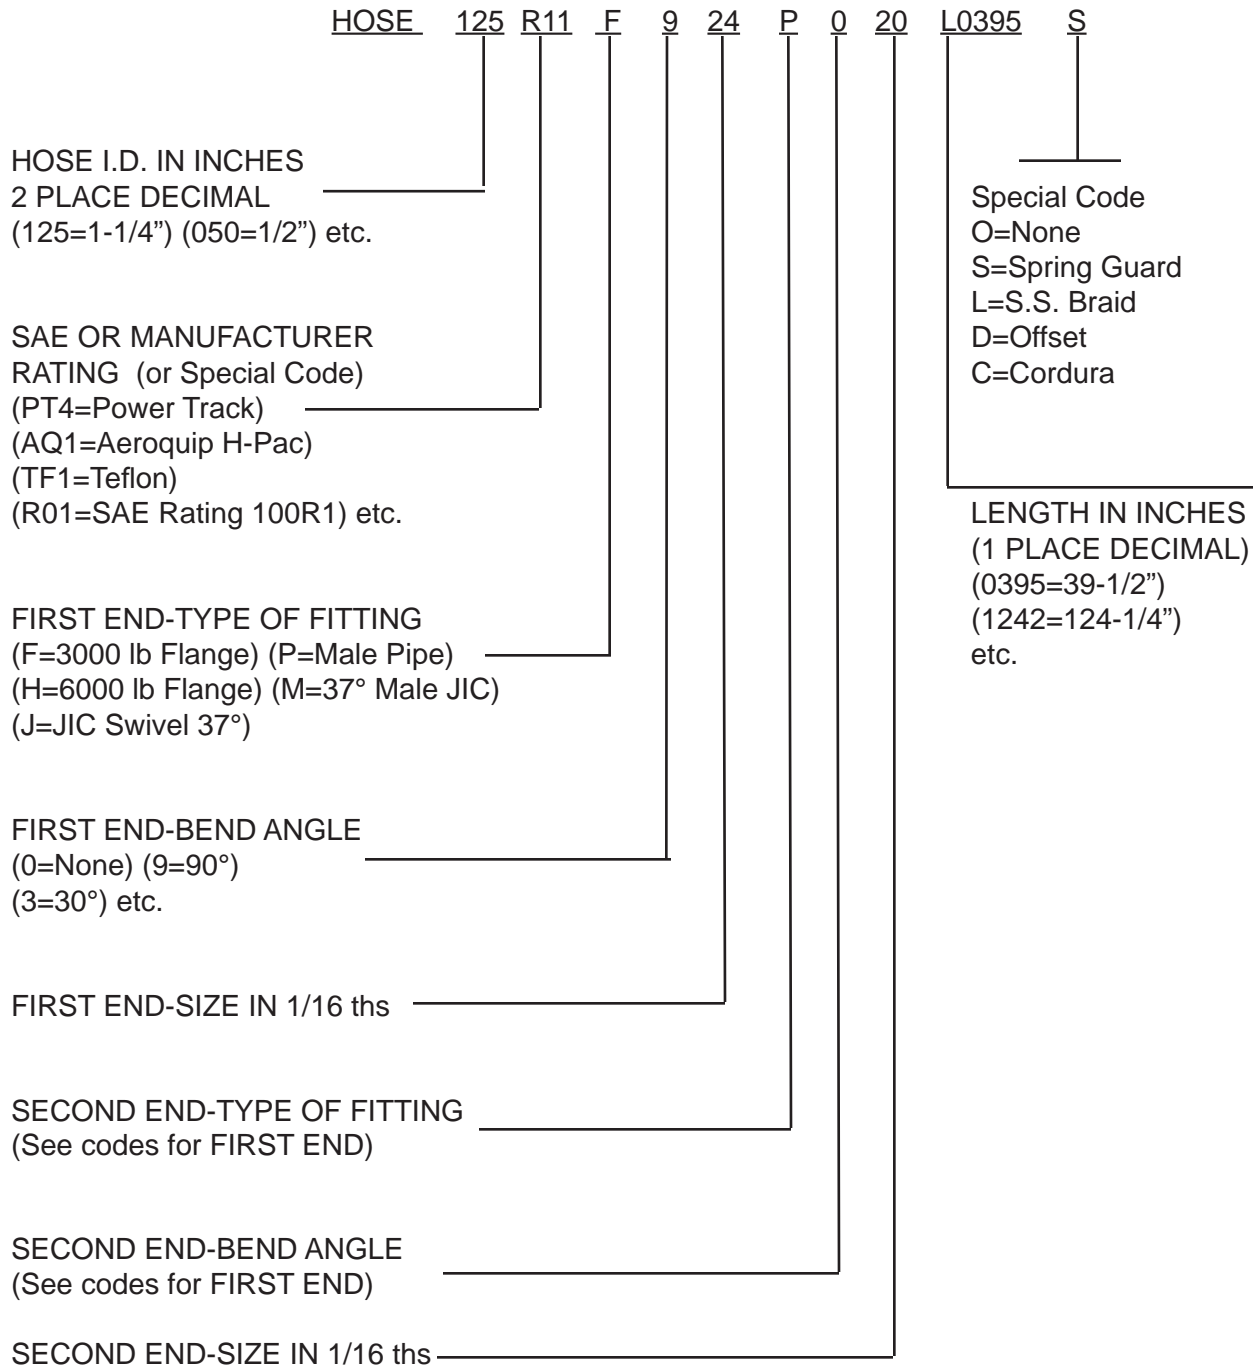 HOSE 125 R11 F 9 24 P 0 20 L0395 S
HOSE I.D. IN INCHES
2 PLACE DECIMAL
(125=1-1/4”) (050=1/2”) etc.
SAE OR MANUFACTURER
RATING (or Special Code)
(PT4=Power Track)
(AQ1=Aeroquip H-Pac)
(TF1=Teflon)
(R01=SAE Rating 100R1) etc.
FIRST END-TYPE OF FITTING
(F=3000 lb Flange) (P=Male Pipe)
(H=6000 lb Flange) (M=37° Male JIC)
(J=JIC Swivel 37°)
FIRST END-BEND ANGLE
(0=None) (9=90°)
(3=30°) etc.
FIRST END-SIZE IN 1/16 ths
SECOND END-TYPE OF FITTING
(See codes for FIRST END)
SECOND END-BEND ANGLE
(See codes for FIRST END)
SECOND END-SIZE IN 1/16 ths
Special Code
O=None
S=Spring Guard
L=S.S. Braid
D=Offset
C=Cordura
LENGTH IN INCHES
(1 PLACE DECIMAL)
(0395=39-1/2”)
(1242=124-1/4”)
etc.